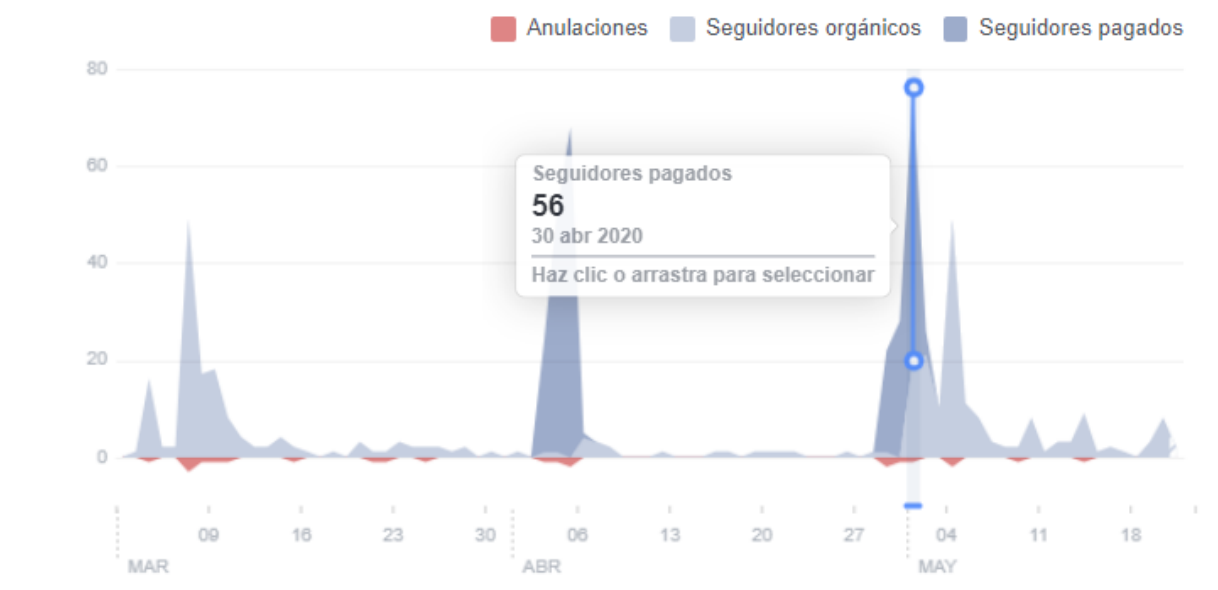 Anulaciones Seguidores orgánicos Seguidores pagados
80
60
Seguidores pagados
56
30 abr 2020
Haz clic o arrastra para seleccionar
40
20
0
09 16 23 30 06 13 20 27 04 11 18
MAR ABR MAY